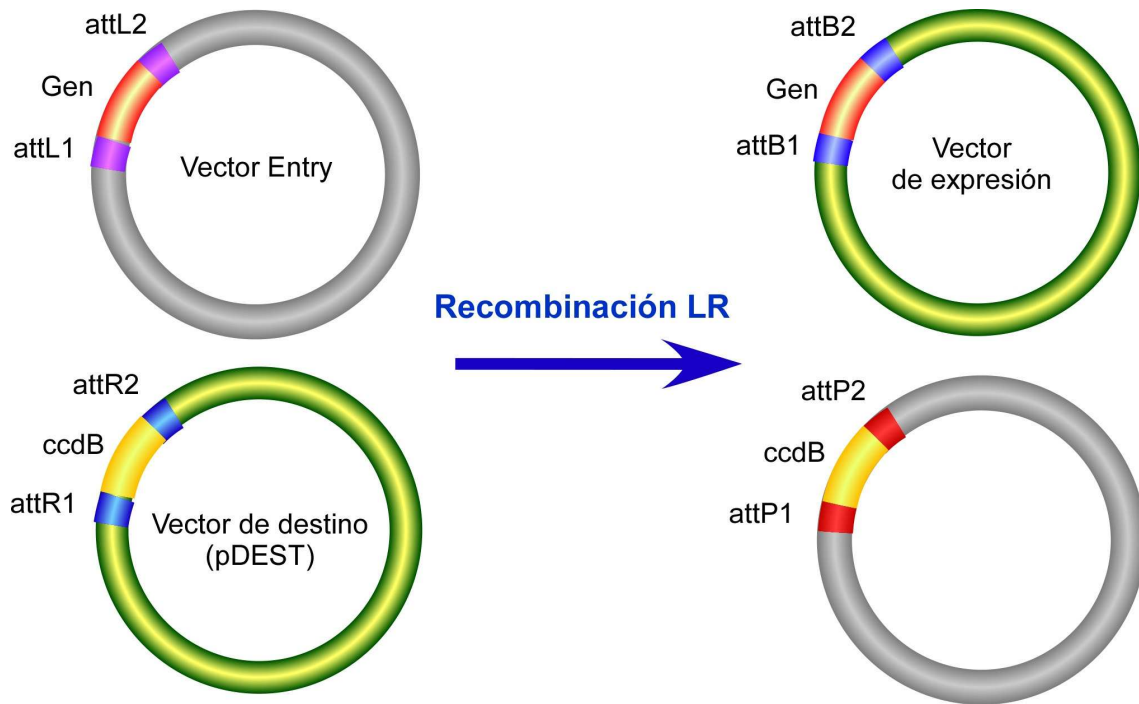 attL2
Gen
attL1
Vector Entry
attB2
Gen
attB1
Vector
de expresión
Recombinación LR
attR2
ccdB
attR1
Vector de destino
(pDEST)
attP2
ccdB
attP1